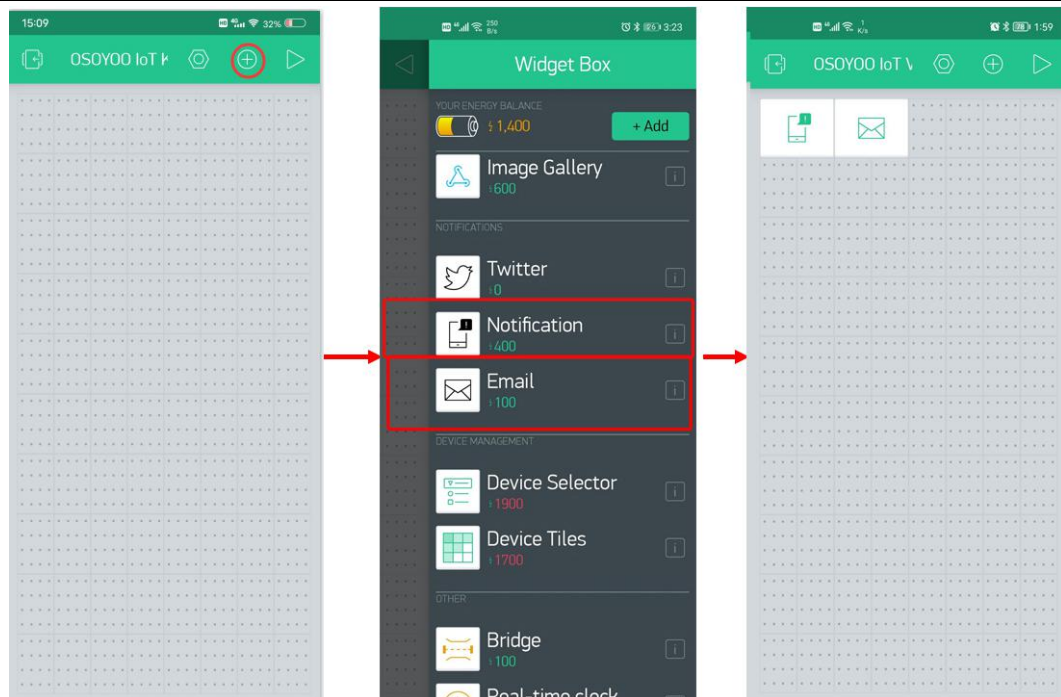 15:09
32%
OSOYOO IoT K
250
B/s
3:23
Widget Box
YOUR ENERGY BALANCE
1,400
+ Add
Image Gallery
600
NOTIFICATIONS
Twitter
0
Notification
400
Email
100
DEVICE MANAGEMENT
Device Selector
1900
Device Tiles
1700
OTHER
Bridge
100
Real-time clock
1
K/s
1:59
OSOYOO IoT V